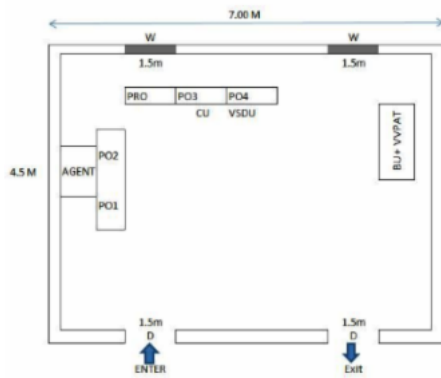 7.00 M
W
W
1.5m
1.5m
PRO
PO3
PO4
CU
VSDU
BU+ VVPAT
PO2
AGENT
4.5 M
PO1
1.5m
1.5m
D
D
ENTER
Exit